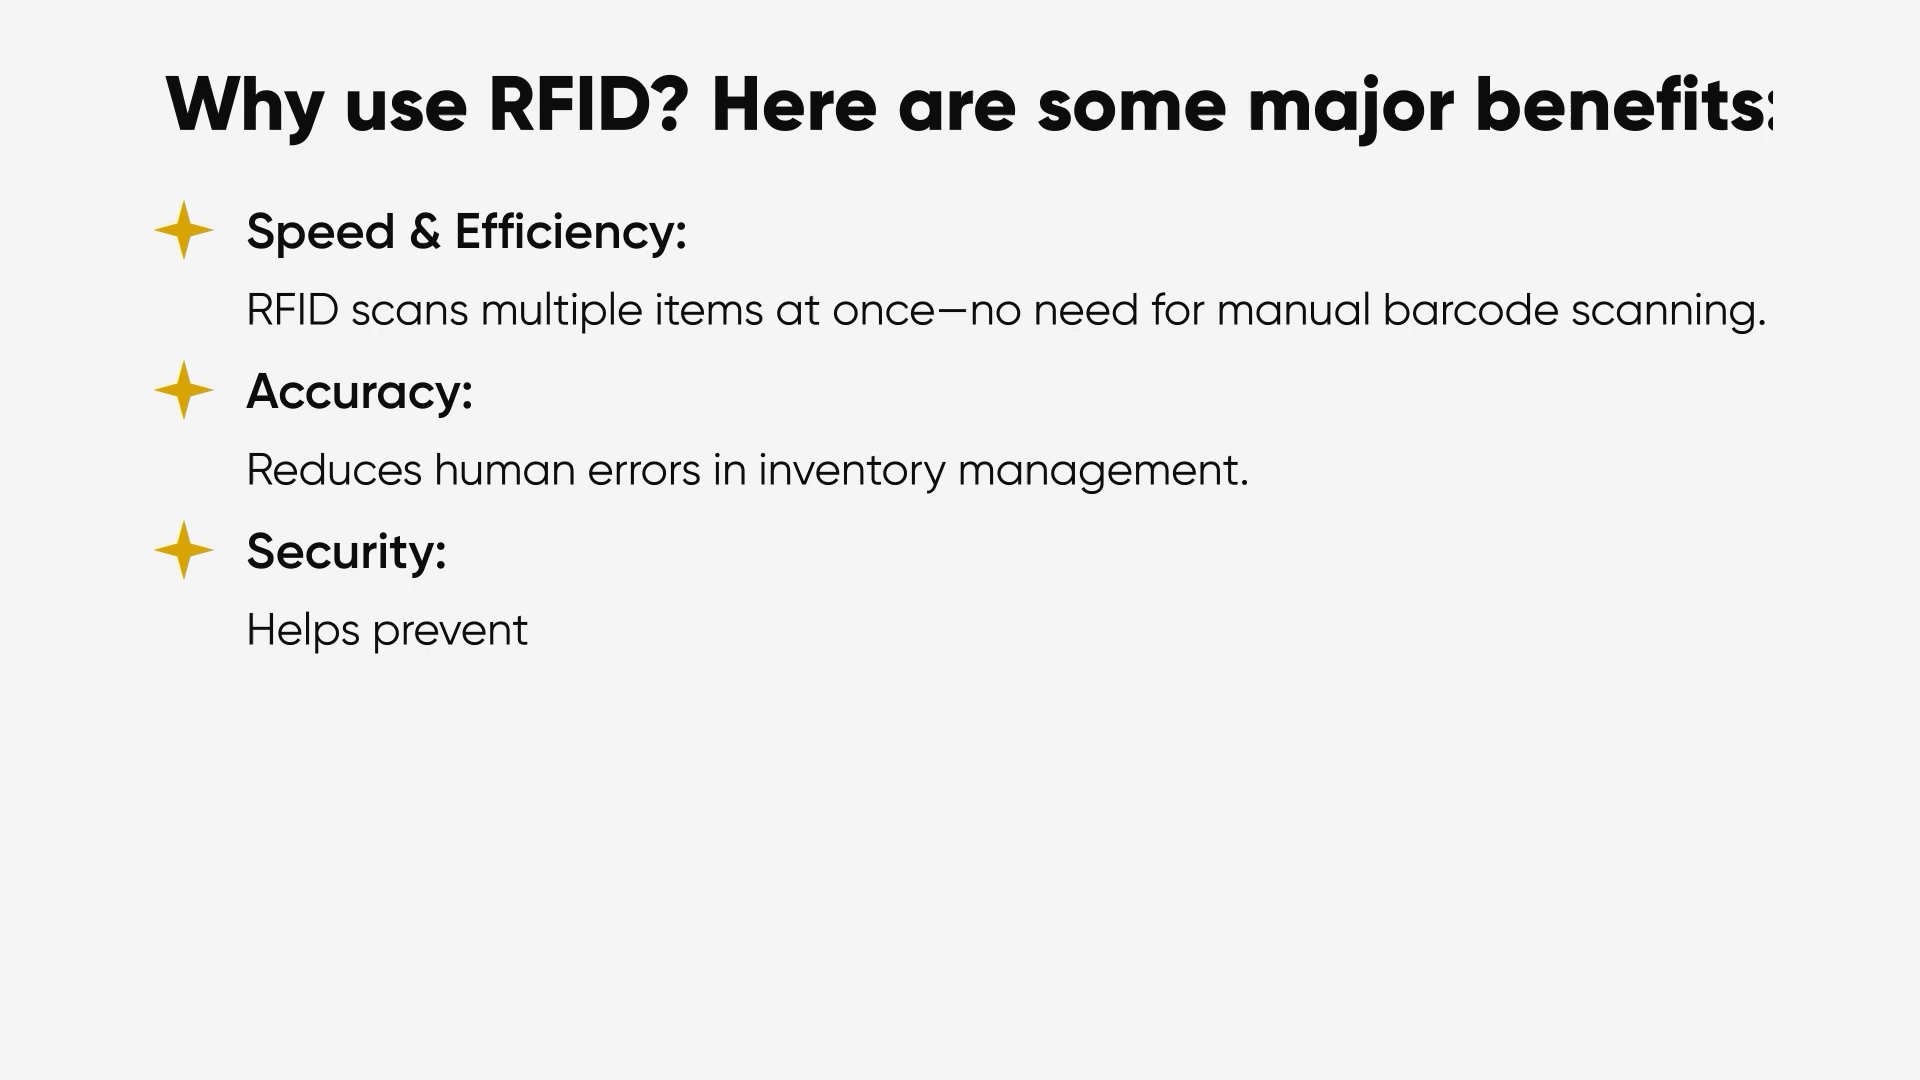 Why use RFID? Here are some major benefits:
Speed & Efficiency:
RFID scans multiple items at once—no need for manual barcode scanning.
Accuracy:
Reduces human errors in inventory management.
Security:
Helps prevent